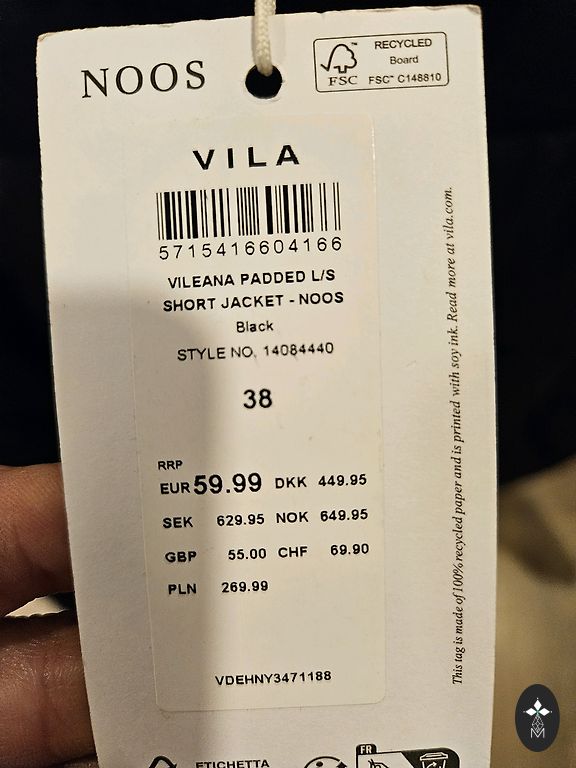 NOOS
FSC
RECYCLED
Board
FSC™ C148810
VILA
5715416604166
VILEANA PADDED L/S
SHORT JACKET - NOOS
Black
STYLE NO. 14084440
38
RRP
EUR 59.99 DKK 449.95
SEK 629.95 NOK 649.95
GBP 55.00 CHF 69.90
PLN 269.99
VDEHNY3471188
This tag is made of 100% recycled paper and is printed with soy ink. Read more at vila.com.
ETICHETTA
FR
M